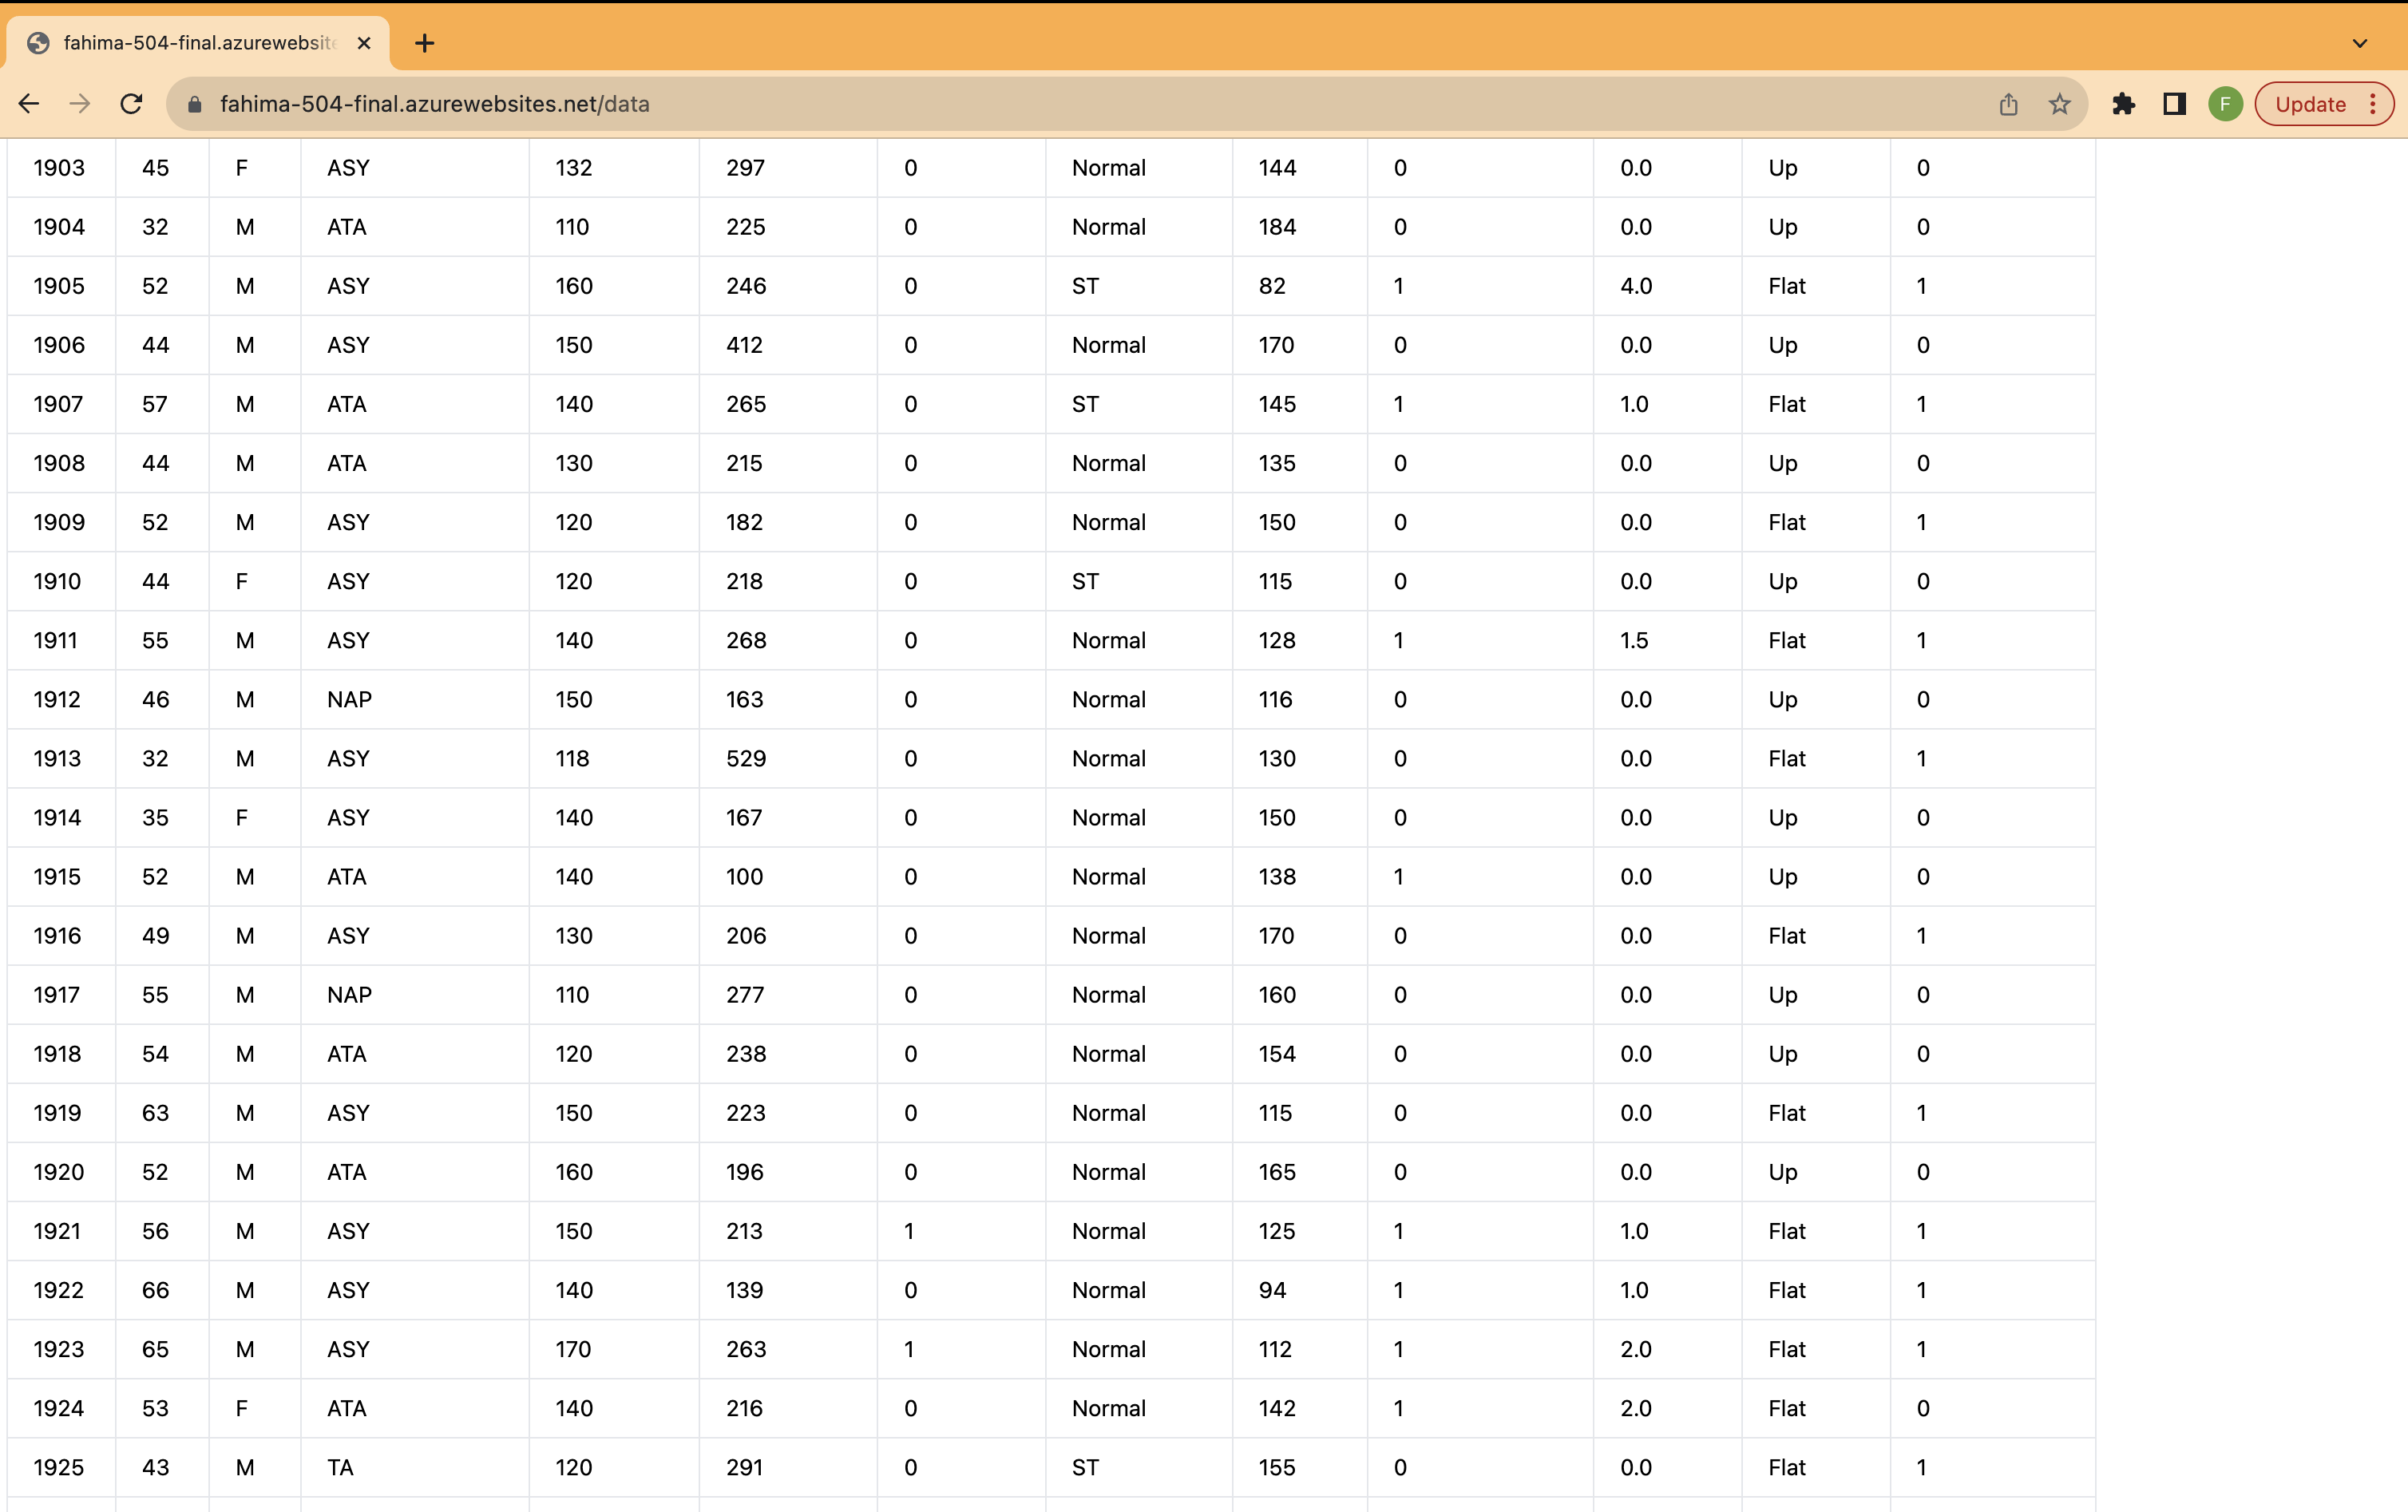 fahima-504-final.azurewebsite
fahima-504-final.azurewebsites.net/data F Update
1903 45 F ASY 132 297 0 Normal 144 0 0.0 Up 0
1904 32 M ATA 110 225 0 Normal 184 0 0.0 Up 0
1905 52 M ASY 160 246 0 ST 82 1 4.0 Flat 1
1906 44 M ASY 150 412 0 Normal 170 0 0.0 Up 0
1907 57 M ATA 140 265 0 ST 145 1 1.0 Flat 1
1908 44 M ATA 130 215 0 Normal 135 0 0.0 Up 0
1909 52 M ASY 120 182 0 Normal 150 0 0.0 Flat 1
1910 44 F ASY 120 218 0 ST 115 0 0.0 Up 0
1911 55 M ASY 140 268 0 Normal 128 1 1.5 Flat 1
1912 46 M NAP 150 163 0 Normal 116 0 0.0 Up 0
1913 32 M ASY 118 529 0 Normal 130 0 0.0 Flat 1
1914 35 F ASY 140 167 0 Normal 150 0 0.0 Up 0
1915 52 M ATA 140 100 0 Normal 138 1 0.0 Up 0
1916 49 M ASY 130 206 0 Normal 170 0 0.0 Flat 1
1917 55 M NAP 110 277 0 Normal 160 0 0.0 Up 0
1918 54 M ATA 120 238 0 Normal 154 0 0.0 Up 0
1919 63 M ASY 150 223 0 Normal 115 0 0.0 Flat 1
1920 52 M ATA 160 196 0 Normal 165 0 0.0 Up 0
1921 56 M ASY 150 213 1 Normal 125 1 1.0 Flat 1
1922 66 M ASY 140 139 0 Normal 94 1 1.0 Flat 1
1923 65 M ASY 170 263 1 Normal 112 1 2.0 Flat 1
1924 53 F ATA 140 216 0 Normal 142 1 2.0 Flat 0
1925 43 M TA 120 291 0 ST 155 0 0.0 Flat 1